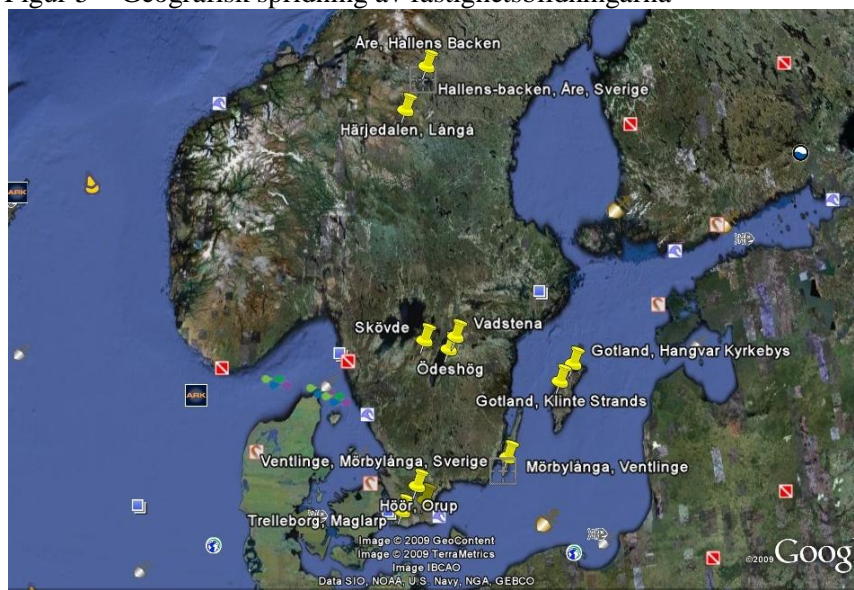 Figur 3 Geografisk spridning av fastighetsbildningarna
Åre, Hallens Backen
Hallens-backen, Åre, Sverige
Härjedalen, Långå
ARK
Skövde
Vadstena
Ödeshög
Gotland, Hangvar Kyrkebys
Gotland, Klinte Strands
ARK
Ventlinge, Mörbylånga, Sverige
Mörbylånga, Ventlinge
Höör, Orup
Trelleborg, Maglarp
Image © 2009 GeoContent
Image © 2009 TerraMetrics
Image IBCAO
Data SIO, NOAA, U.S. Navy, NGA, GEBCO
©2009 Goog